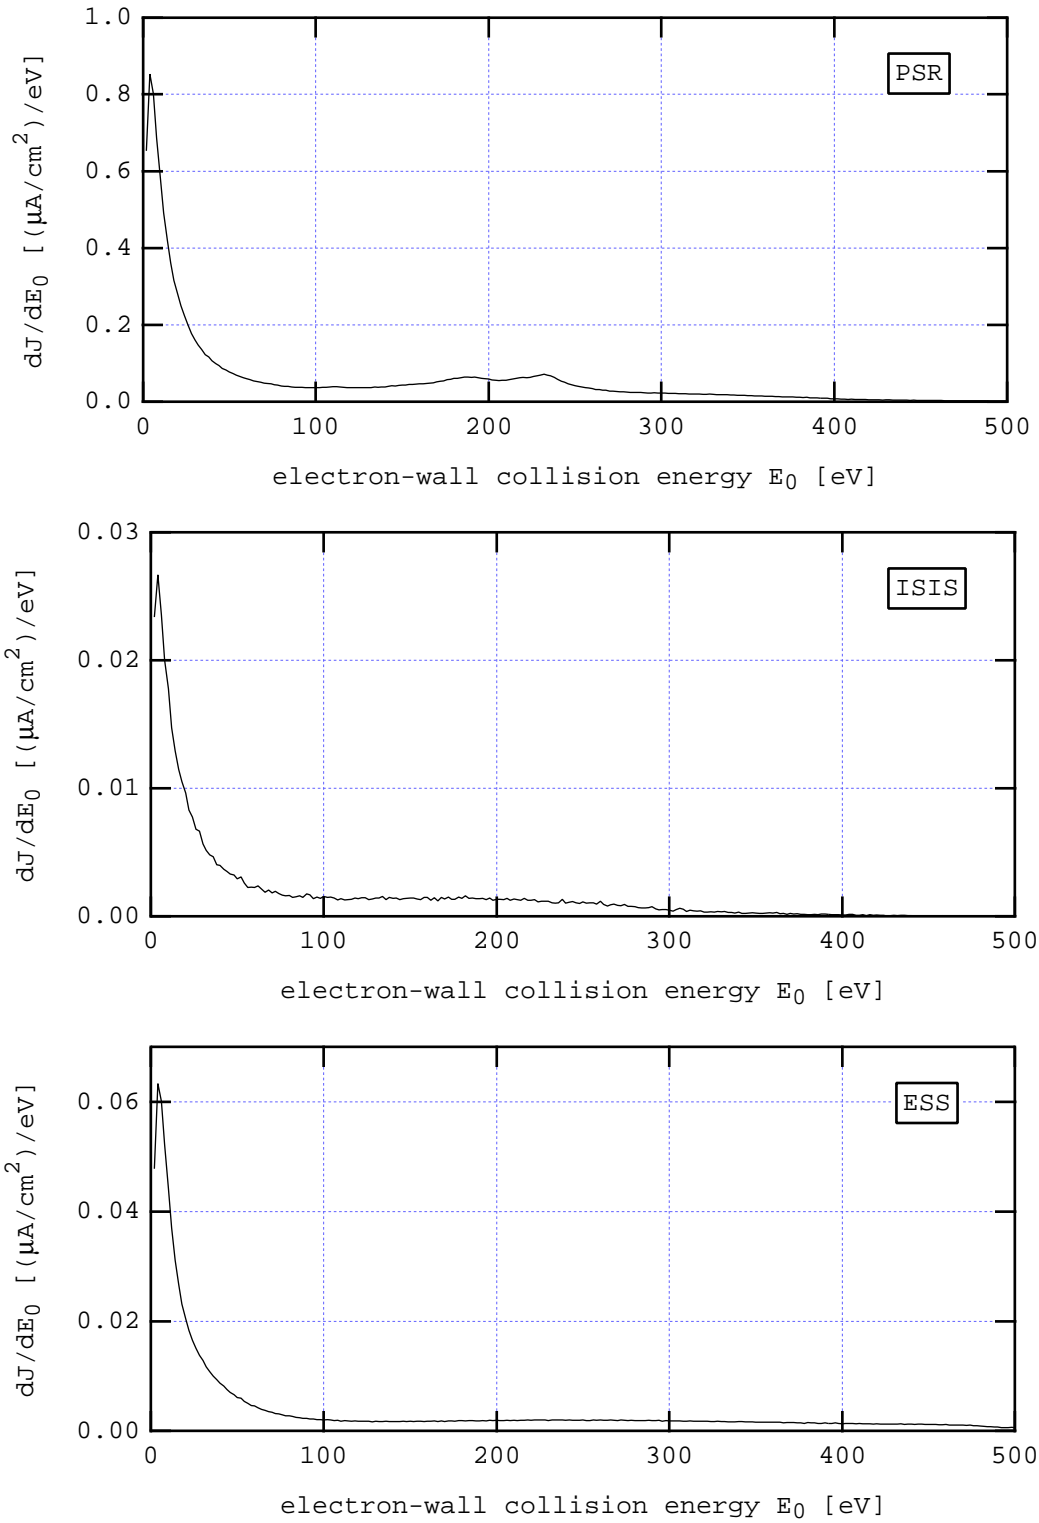 dJ/dE₀ [(µA/cm²)/eV]
1.0
0.8
0.6
0.4
0.2
0.0
PSR
0 100 200 300 400 500
electron-wall collision energy E₀ [eV]
dJ/dE₀ [(µA/cm²)/eV]
0.03
0.02
0.01
0.00
ISIS
0 100 200 300 400 500
electron-wall collision energy E₀ [eV]
dJ/dE₀ [(µA/cm²)/eV]
0.06
0.04
0.02
0.00
ESS
0 100 200 300 400 500
electron-wall collision energy E₀ [eV]